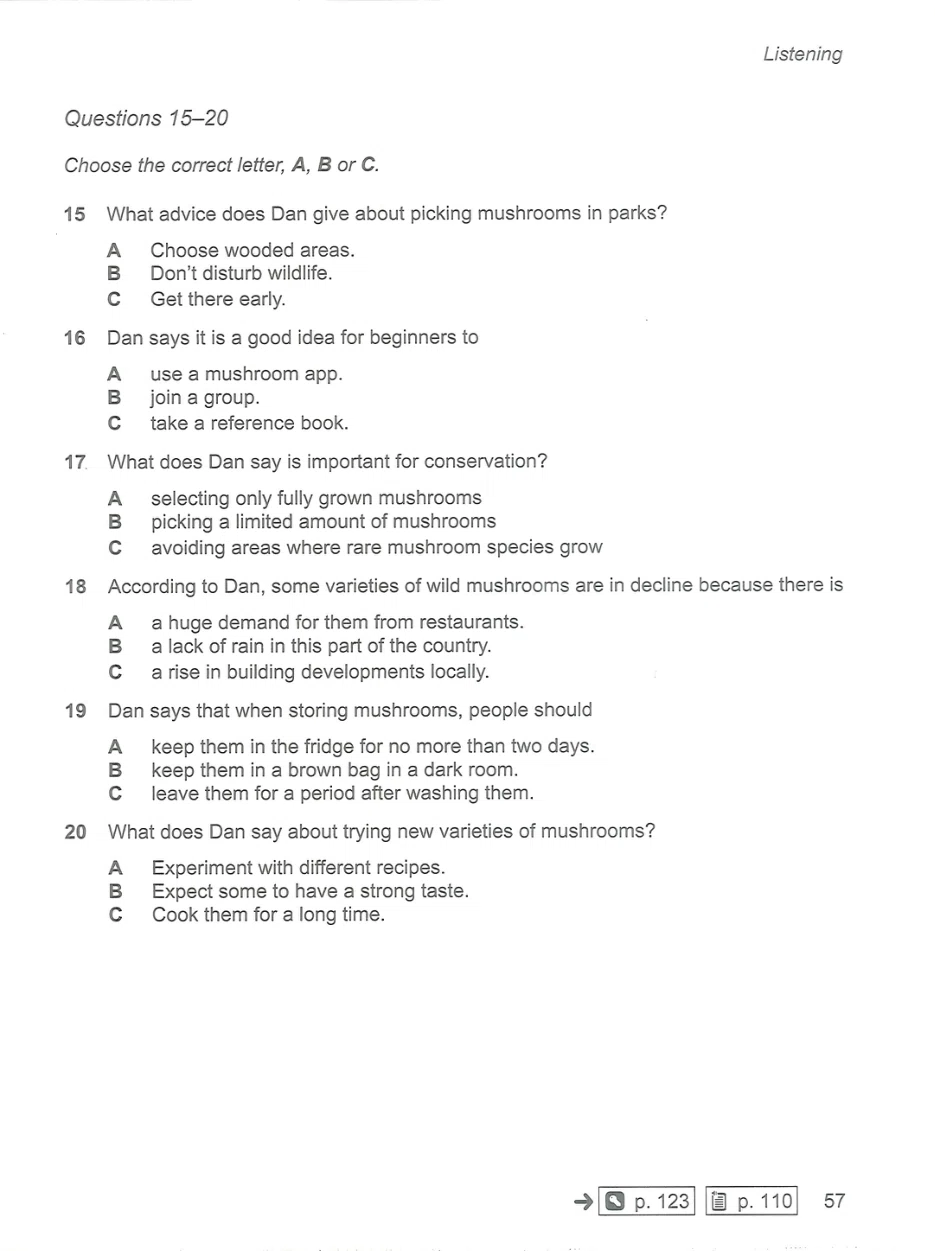 Listening
Questions 15–20
Choose the correct letter, A, B or C.
15 What advice does Dan give about picking mushrooms in parks?
A Choose wooded areas.
B Don't disturb wildlife.
C Get there early.
16 Dan says it is a good idea for beginners to
A use a mushroom app.
B join a group.
C take a reference book.
17 What does Dan say is important for conservation?
A selecting only fully grown mushrooms
B picking a limited amount of mushrooms
C avoiding areas where rare mushroom species grow
18 According to Dan, some varieties of wild mushrooms are in decline because there is
A a huge demand for them from restaurants.
B a lack of rain in this part of the country.
C a rise in building developments locally.
19 Dan says that when storing mushrooms, people should
A keep them in the fridge for no more than two days.
B keep them in a brown bag in a dark room.
C leave them for a period after washing them.
20 What does Dan say about trying new varieties of mushrooms?
A Experiment with different recipes.
B Expect some to have a strong taste.
C Cook them for a long time.
→ p. 123 p. 110 57